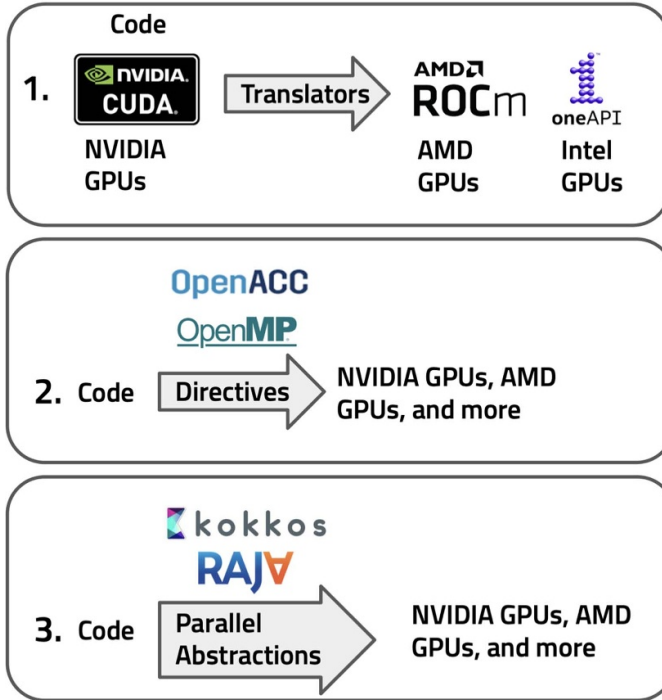 Code
1.
NVIDIA.
CUDA.
Translators
AMD
ROCm
oneAPI
NVIDIA
GPUs
AMD
GPUs
Intel
GPUs
OpenACC
OpenMP
2. Code
Directives
NVIDIA GPUs, AMD
GPUs, and more
kokkos
RAJA
3. Code
Parallel
Abstractions
NVIDIA GPUs, AMD
GPUs, and more